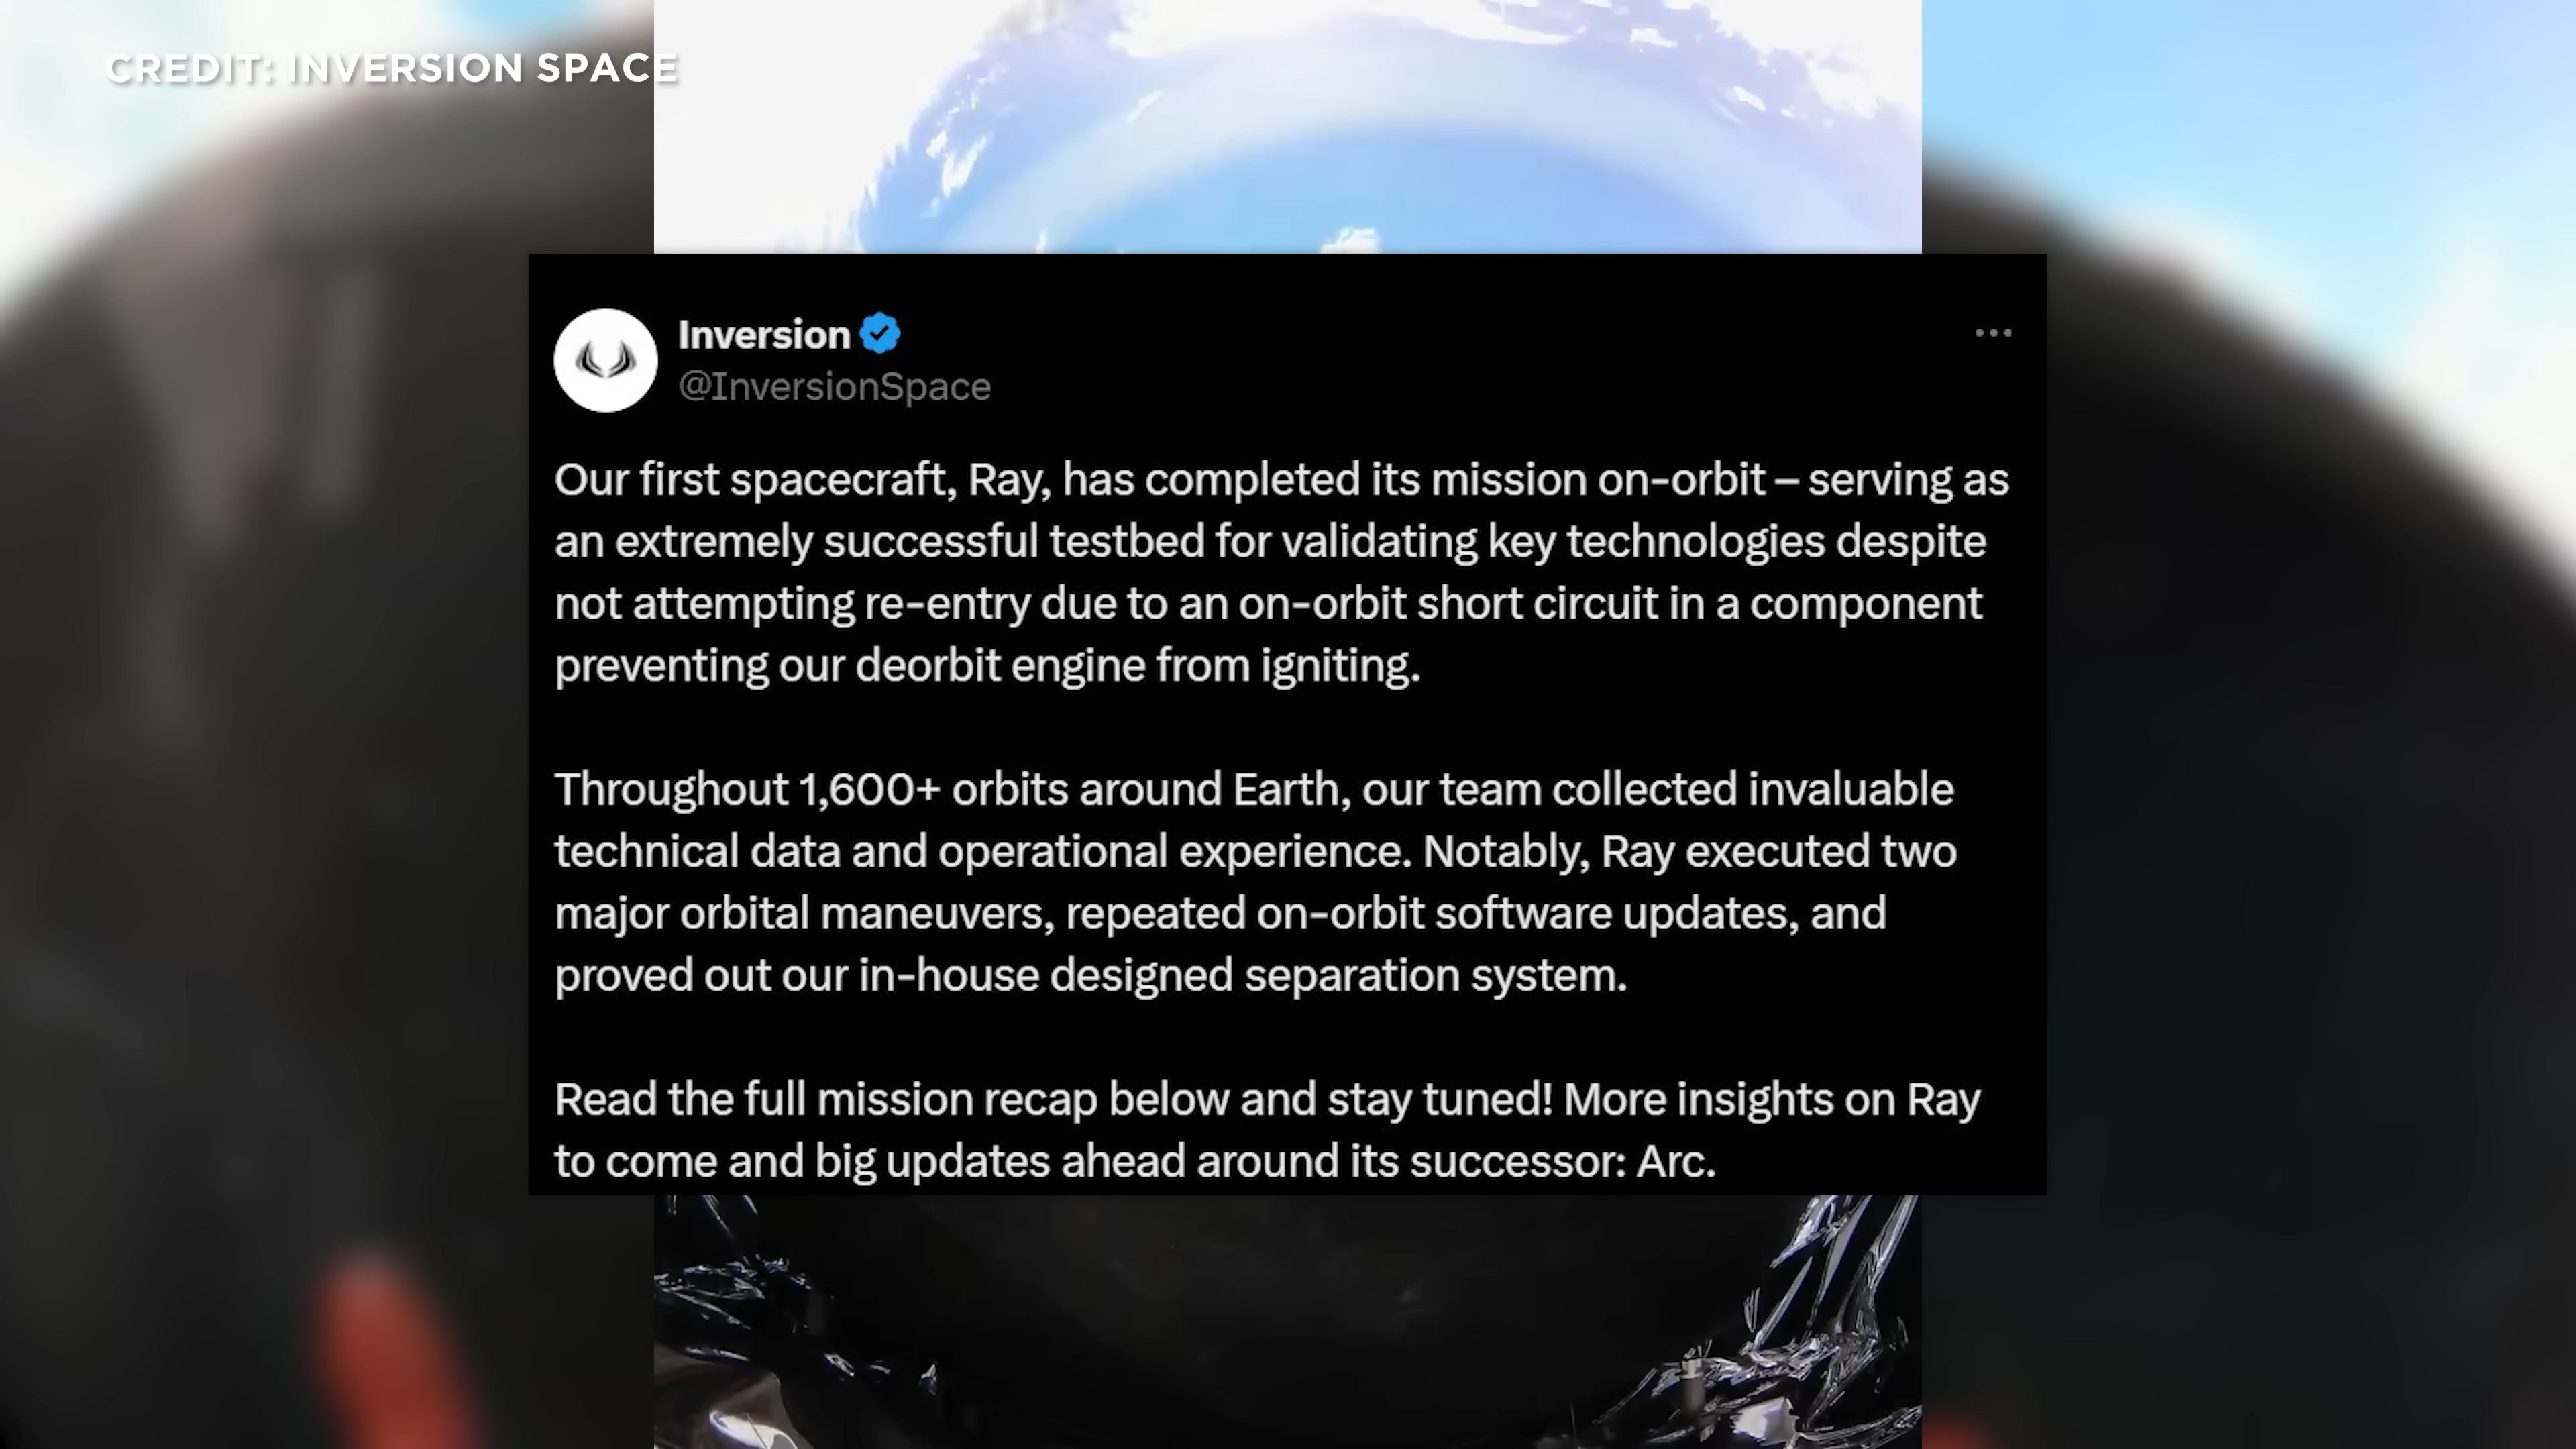 CREDIT: INVERSION SPACE
Inversion
@InversionSpace
Our first spacecraft, Ray, has completed its mission on-orbit – serving as
an extremely successful testbed for validating key technologies despite
not attempting re-entry due to an on-orbit short circuit in a component
preventing our deorbit engine from igniting.
Throughout 1,600+ orbits around Earth, our team collected invaluable
technical data and operational experience. Notably, Ray executed two
major orbital maneuvers, repeated on-orbit software updates, and
proved out our in-house designed separation system.
Read the full mission recap below and stay tuned! More insights on Ray
to come and big updates ahead around its successor: Arc.